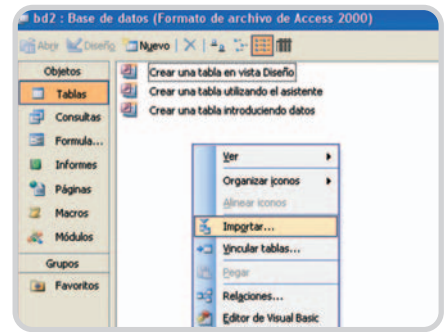 bd2 : Base de datos (Formato de archivo de Access 2000)
Abrir Diseño Nuevo
Objetos
Tablas
Consultas
Formula...
Informes
Páginas
Macros
Módulos
Grupos
Favoritos
Crear una tabla en vista Diseño
Crear una tabla utilizando el asistente
Crear una tabla introduciendo datos
Ver
Organizar iconos
Alinear iconos
Importar...
Vincular tablas...
Pegar
Relaciones...
Editor de Visual Basic